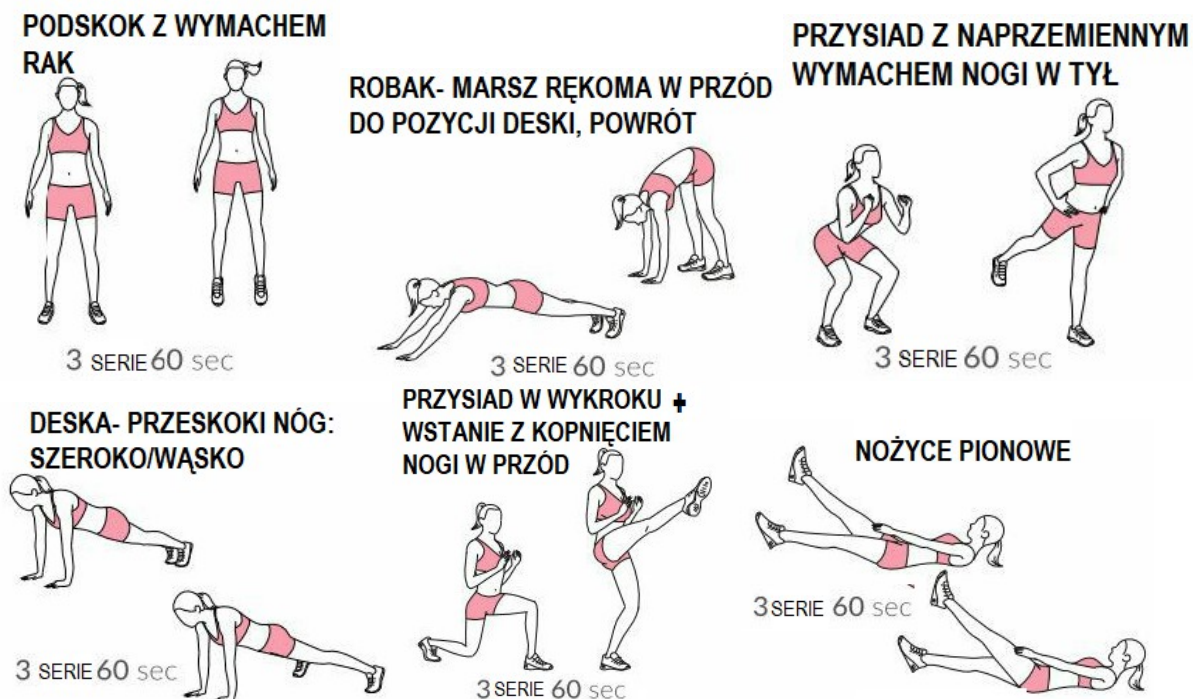 PODSKOK Z WYMACHEM
RAK
3 SERIE 60 sec
ROBAK- MARSZ RĘKOMA W PRZÓD
DO POZYCJI DESKI, POWRÓT
3 SERIE 60 sec
PRZYSIAD Z NAPRZEMIENNYM
WYMACHEM NOGI W TYŁ
3 SERIE 60 sec
DESKA- PRZESKOKI NÓG:
SZEROKO/WĄSKO
3 SERIE 60 sec
PRZYSIAD W WYKROKU +
WSTANIE Z KOPNIĘCIEM
NOGI W PRZÓD
3 SERIE 60 sec
NOŻYCE PIONOWE
3 SERIE 60 sec